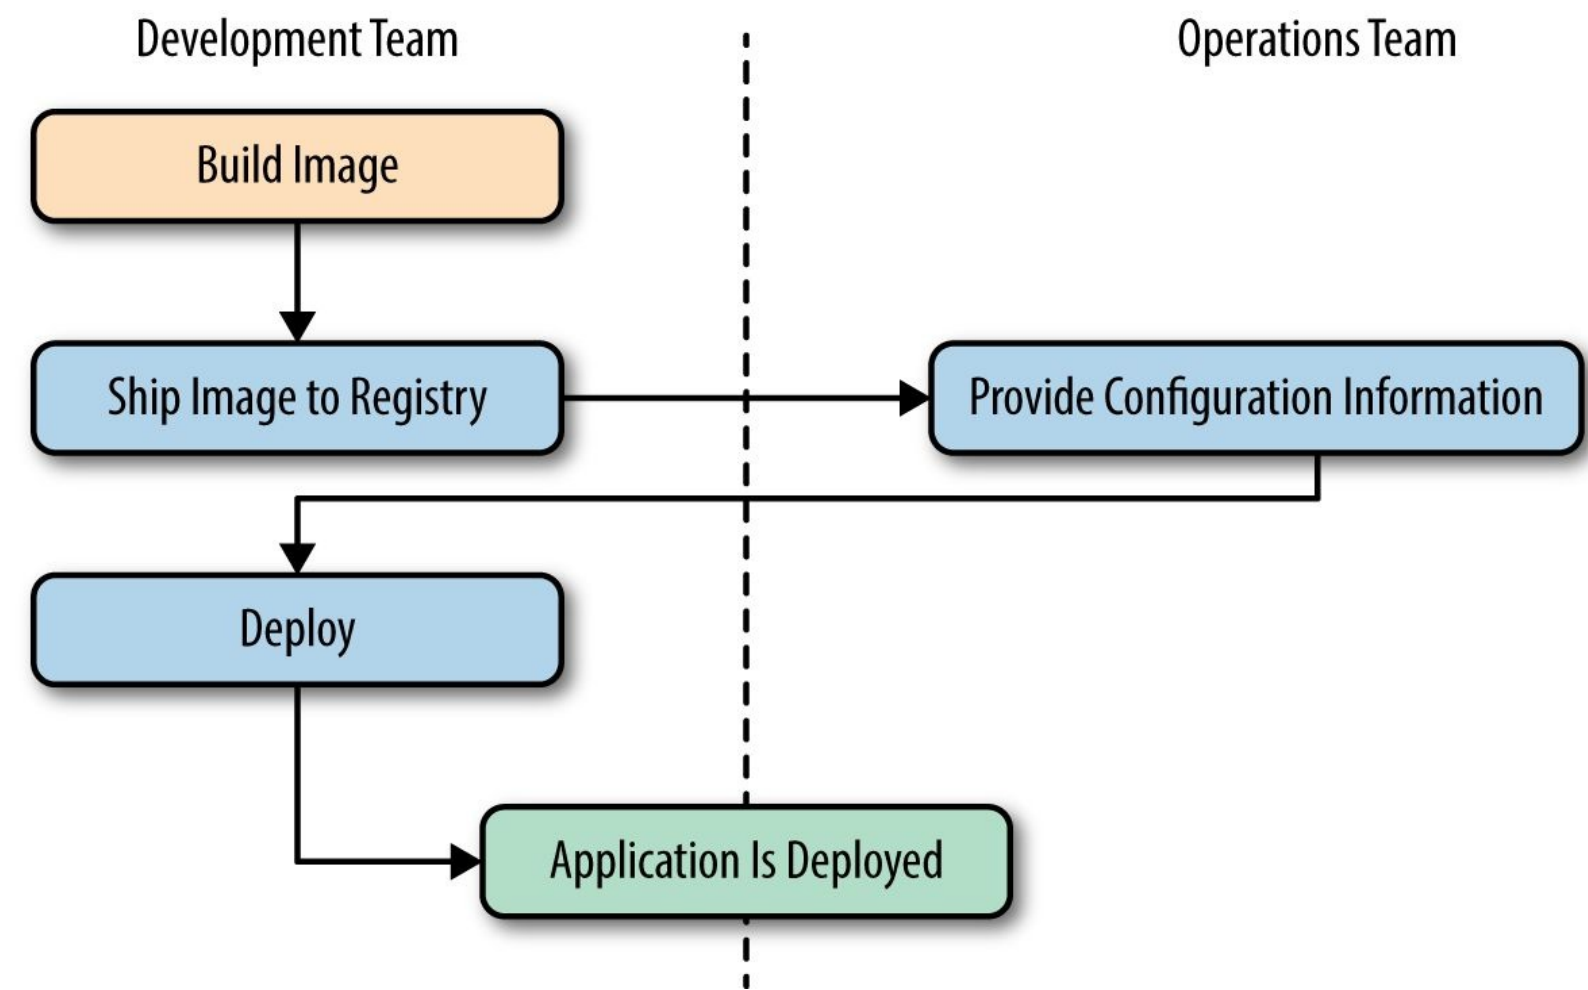 Development Team
Operations Team
Build Image
Ship Image to Registry
Provide Configuration Information
Deploy
Application Is Deployed